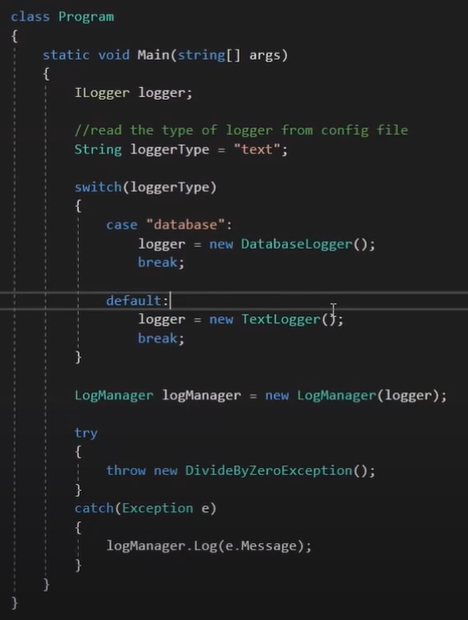 class Program
{
static void Main(string[] args)
{
ILogger logger;
//read the type of logger from config file
String loggerType = "text";
switch(loggerType)
{
case "database":
logger = new DatabaseLogger();
break;
default:
logger = new TextLogger();
break;
}
LogManager logManager = new LogManager(logger);
try
{
throw new DivideByZeroException();
}
catch(Exception e)
{
logManager.Log(e.Message);
}
}
}